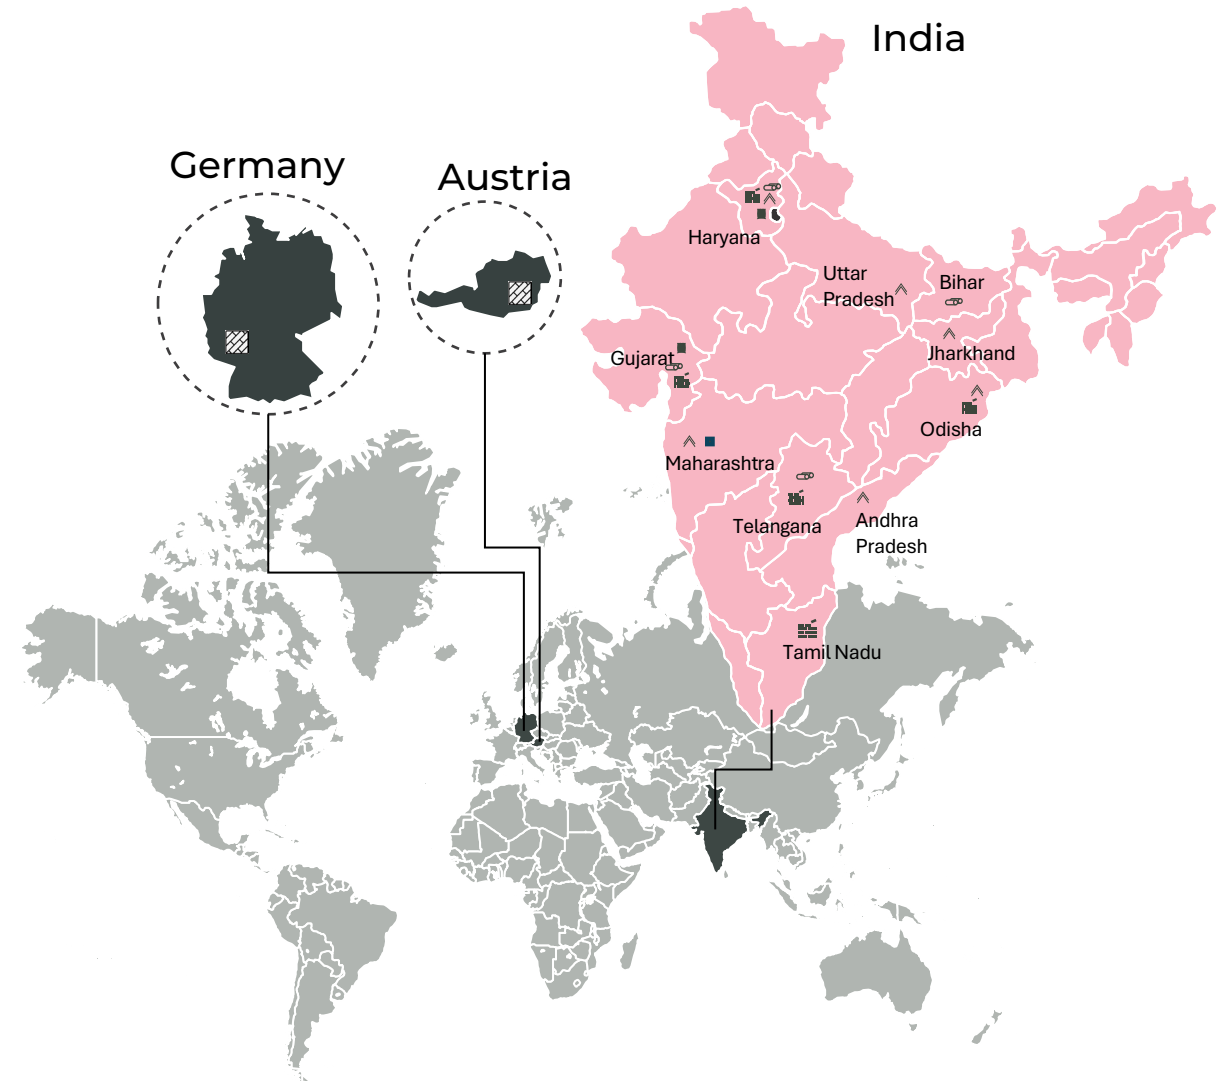 India
Germany
Austria
Haryana
Uttar
Pradesh
Bihar
Gujarat
Jharkhand
Odisha
Maharashtra
Telangana
Andhra
Pradesh
Tamil Nadu